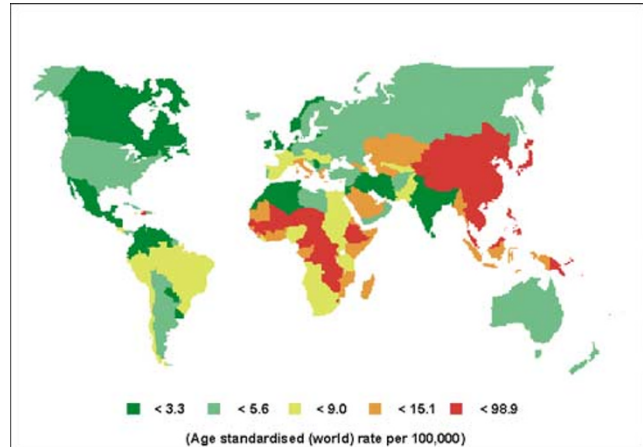 < 3.3 < 5.6 < 9.0 < 15.1 < 98.9
(Age standardised (world) rate per 100,000)